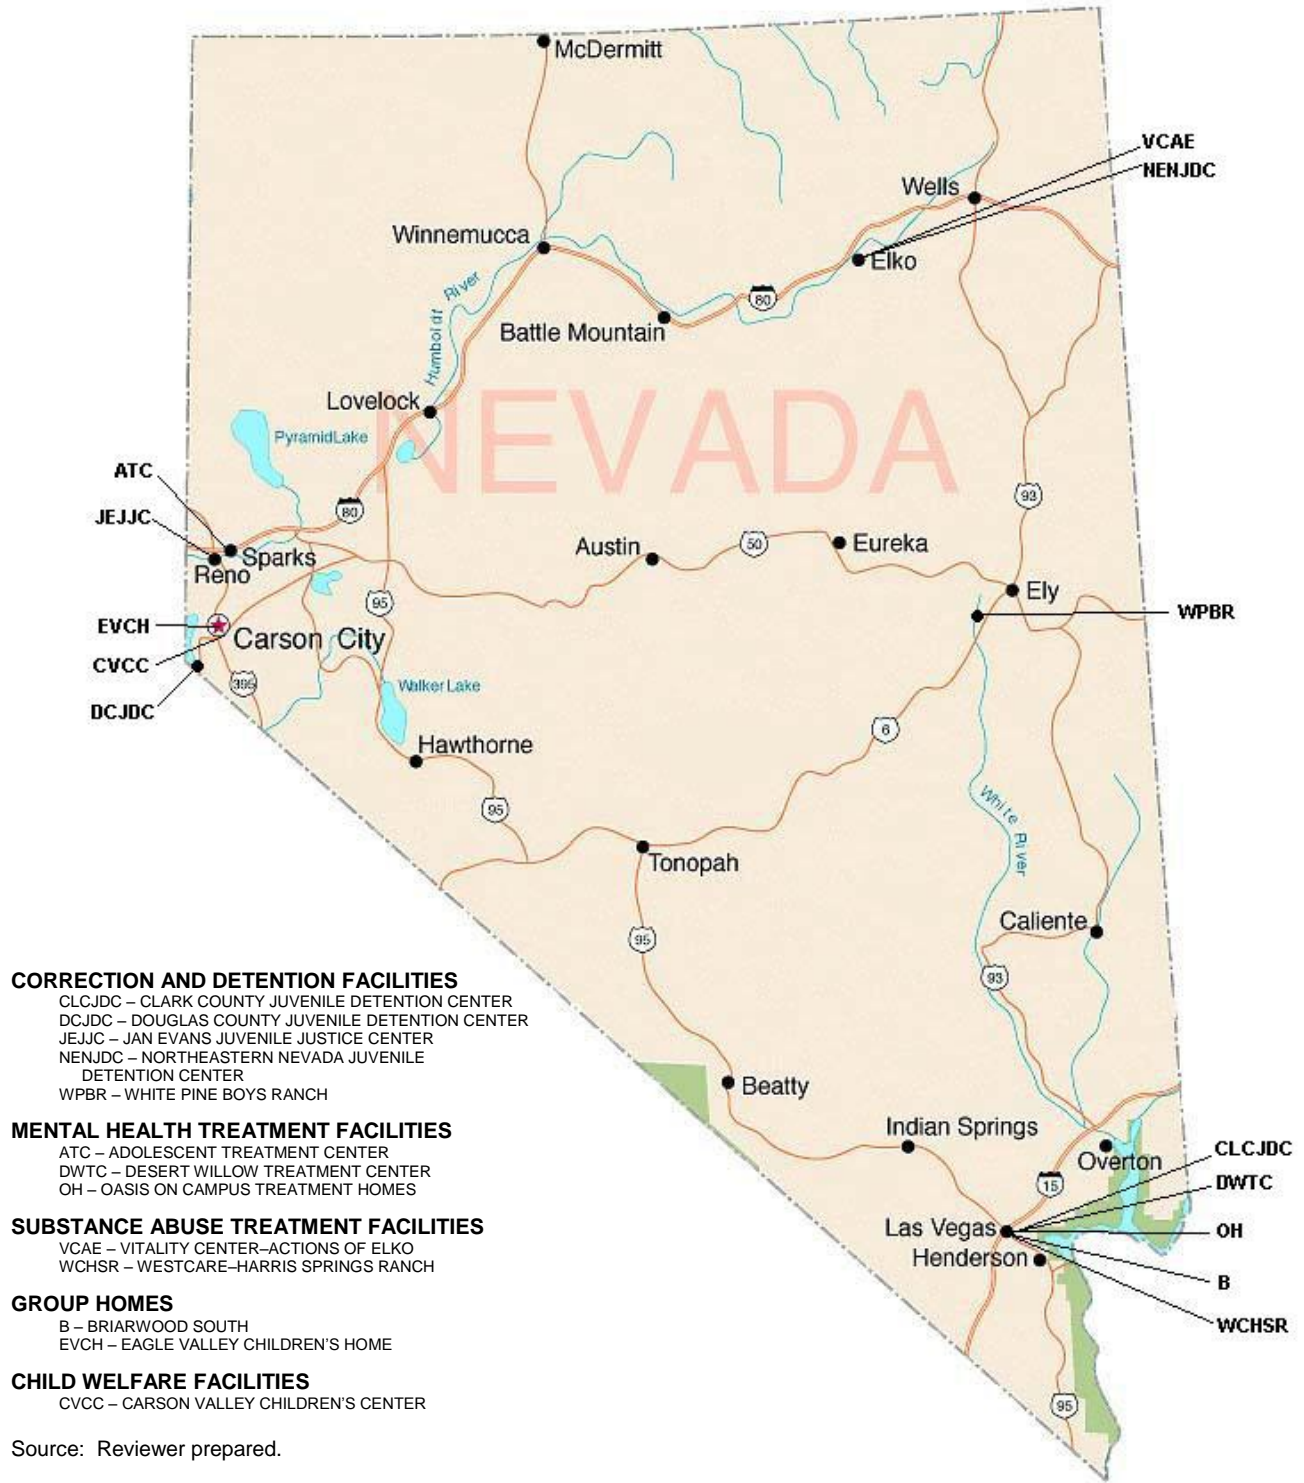 McDermitt
VCAE
NENJDC
Wells
Winnemucca
Elko
Humboldt River
80
Battle Mountain
Lovelock
NEVADA
PyramidLake
ATC
80
93
JEJJC
Sparks
Reno
Austin
50
Eureka
Ely
95
EVCH
Carson City
WPBR
CVCC
395
Walker Lake
DCJDC
6
Hawthorne
95
White River
Tonopah
Caliente
95
93
CORRECTION AND DETENTION FACILITIES
CLCJDC – CLARK COUNTY JUVENILE DETENTION CENTER
DCJDC – DOUGLAS COUNTY JUVENILE DETENTION CENTER
JEJJC – JAN EVANS JUVENILE JUSTICE CENTER
NENJDC – NORTHEASTERN NEVADA JUVENILE
DETENTION CENTER
WPBR – WHITE PINE BOYS RANCH
MENTAL HEALTH TREATMENT FACILITIES
ATC – ADOLESCENT TREATMENT CENTER
DWTC – DESERT WILLOW TREATMENT CENTER
OH – OASIS ON CAMPUS TREATMENT HOMES
SUBSTANCE ABUSE TREATMENT FACILITIES
VCAE – VITALITY CENTER–ACTIONS OF ELKO
WCHSR – WESTCARE–HARRIS SPRINGS RANCH
GROUP HOMES
B – BRIARWOOD SOUTH
EVCH – EAGLE VALLEY CHILDREN'S HOME
CHILD WELFARE FACILITIES
CVCC – CARSON VALLEY CHILDREN'S CENTER
Source: Reviewer prepared.
Beatty
Indian Springs
Overton
CLCJDC
15
DWTC
Las Vegas
OH
Henderson
B
WCHSR
95